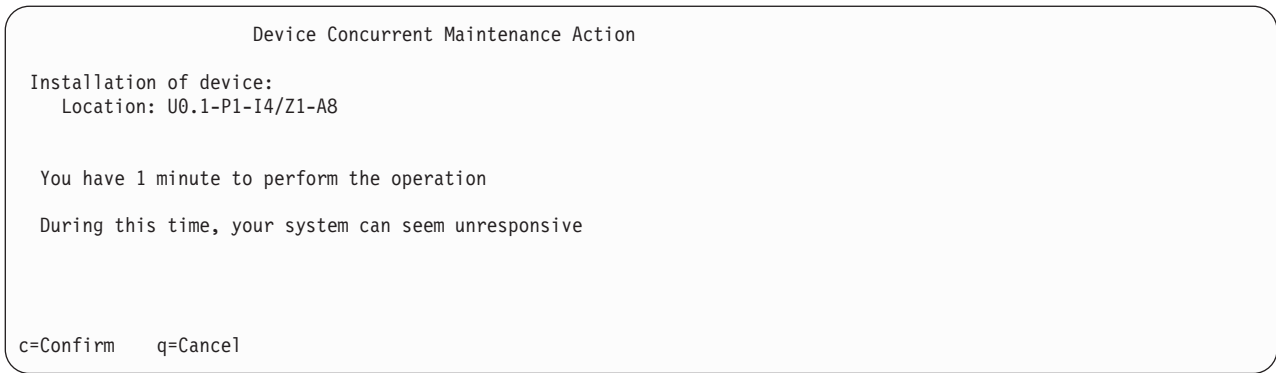 Device Concurrent Maintenance Action
Installation of device:
Location: U0.1-P1-I4/Z1-A8
You have 1 minute to perform the operation
During this time, your system can seem unresponsive
c=Confirm q=Cancel